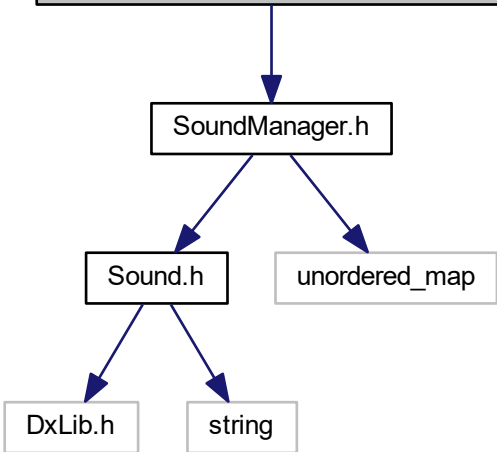 SoundManager.h
Sound.h
unordered_map
DxLib.h
string